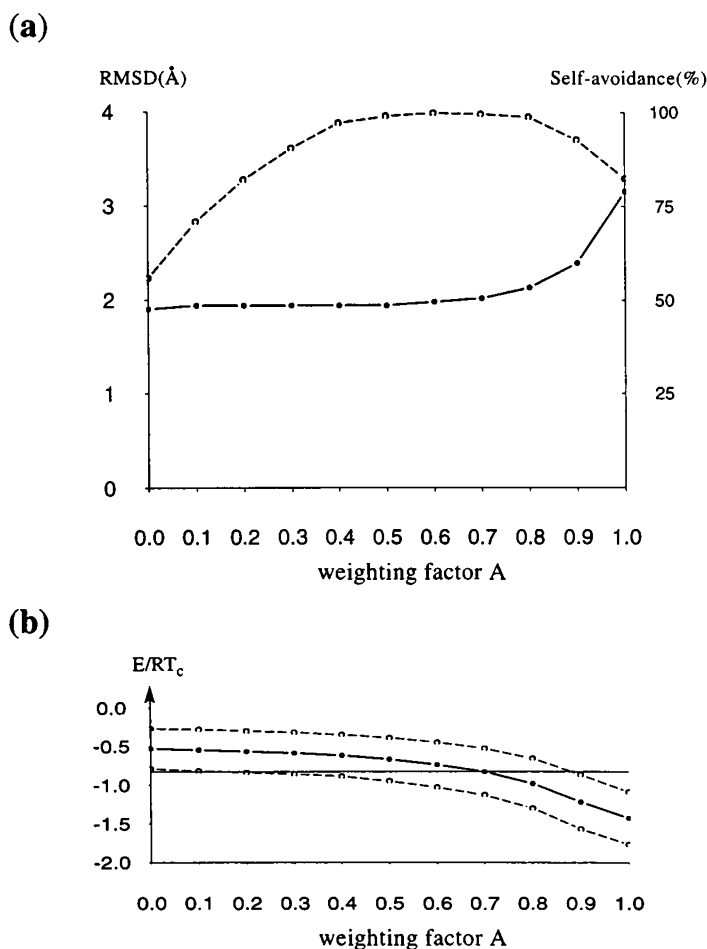 (a)
RMSD(Å) Self-avoidance(%)
4 100
3 75
2 50
1 25
0
0.0 0.1 0.2 0.3 0.4 0.5 0.6 0.7 0.8 0.9 1.0
weighting factor A
(b)
E/RTc
0.0
-0.5
-1.0
-1.5
-2.0
0.0 0.1 0.2 0.3 0.4 0.5 0.6 0.7 0.8 0.9 1.0
weighting factor A